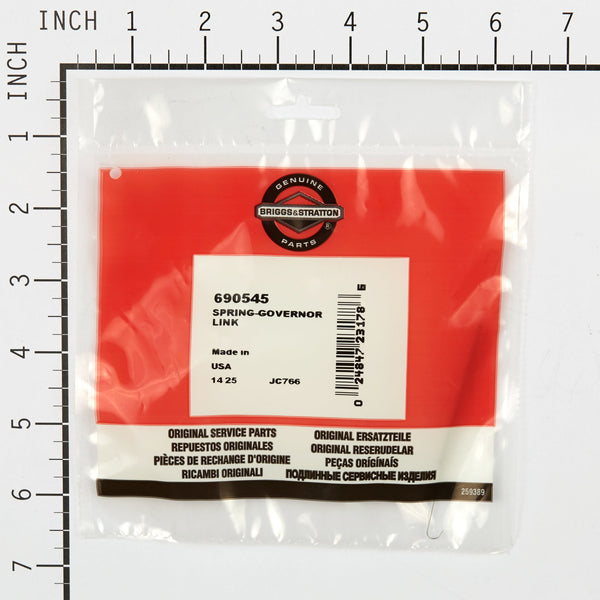 INCH 1 2 3 4 5 6 7
INCH
1
2
3
4
5
6
7
GENUINE
BRIGGS&STRATTON
®
PARTS
690545
SPRING-GOVERNOR
LINK
Made in
USA
14 25 JC766
0 24847 23178 6
ORIGINAL SERVICE PARTS
REPUESTOS ORIGINALES
PIÈCES DE RECHANGE D'ORIGINE
RICAMBI ORIGINALI
ORIGINAL ERSATZTEILE
ORIGINAL RESERUDELAR
PEÇAS ORIGÍNAIS
ПОДЛИННЫЕ СЕРВИСНЫЕ ИЗДЕЛИЯ
259389